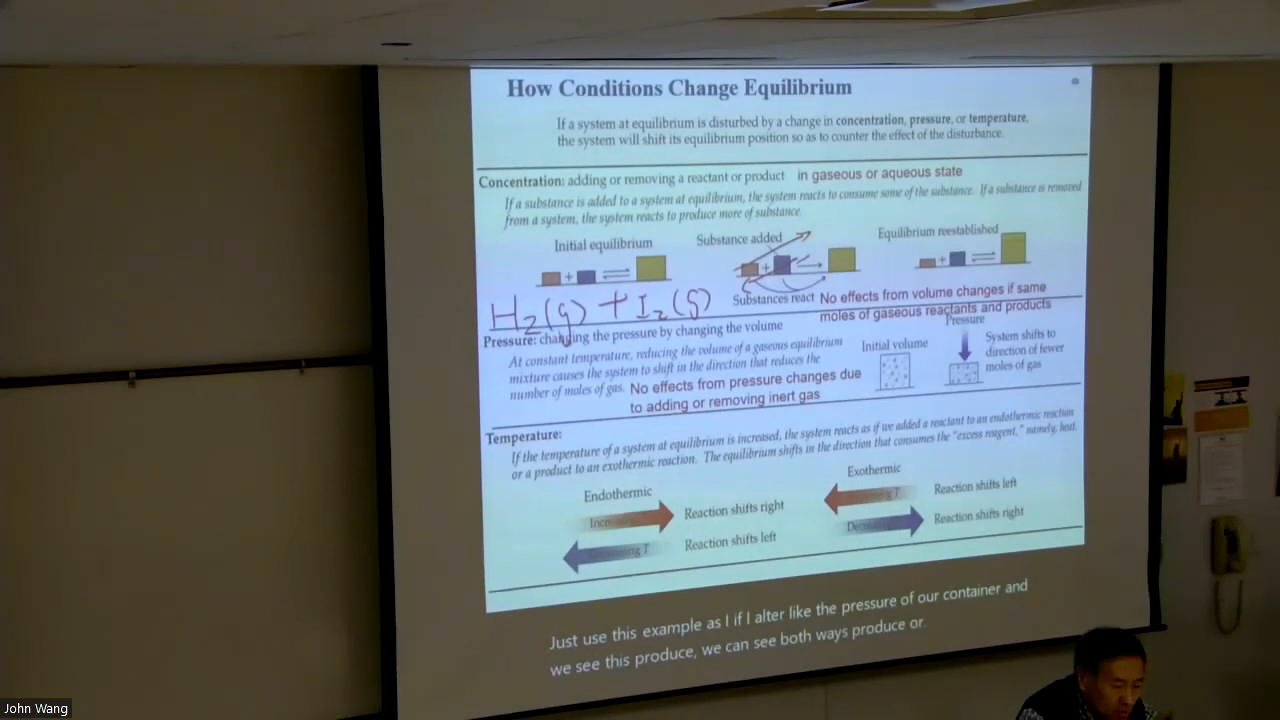 How Conditions Change Equilibrium
If a system at equilibrium is disturbed by a change in concentration, pressure, or temperature,
the system will shift its equilibrium position so as to counter the effect of the disturbance.
Concentration: adding or removing a reactant or product in gaseous or aqueous state
If a substance is added to a system at equilibrium, the system reacts to consume some of the substance. If a substance is removed
from a system, the system reacts to produce more of substance.
Initial equilibrium
Substance added
Equilibrium reestablished
+ ⇌
+ →
+ ⇌
H2(g) + I2(g)
Substances react
No effects from volume changes if same
moles of gaseous reactants and products
Pressure: changing the pressure by changing the volume
At constant temperature, reducing the volume of a gaseous equilibrium
mixture causes the system to shift in the direction that reduces the
number of moles of gas.
No effects from pressure changes due
to adding or removing inert gas
Initial volume
Pressure
System shifts to
direction of fewer
moles of gas
Temperature:
If the temperature of a system at equilibrium is increased, the system reacts as if we added a reactant to an endothermic reaction
or a product to an exothermic reaction. The equilibrium shifts in the direction that consumes the "excess reagent," namely, heat.
Endothermic
Reaction shifts right
Reaction shifts left
Exothermic
Reaction shifts left
Reaction shifts right
Just use this example as I if I alter like the pressure of our container and
we see this produce, we can see both ways produce or.
John Wang